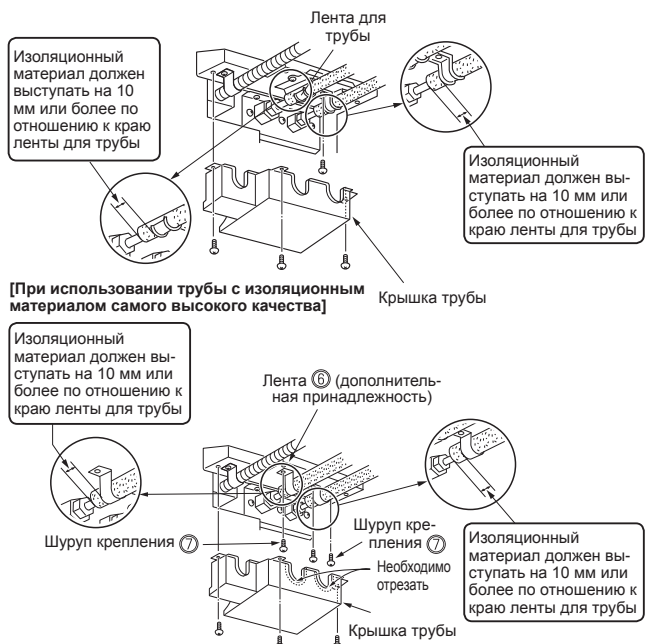 Лента для
трубы
Изоляционный
материал должен
выступать на 10
мм или более по
отношению к краю
ленты для трубы
Изоляционный
материал должен вы-
ступать на 10 мм или
более по отношению к
краю ленты для трубы
Крышка трубы
[При использовании трубы с изоляционным
материалом самого высокого качества]
Изоляционный
материал должен вы-
ступать на 10 мм или
более по отношению к
краю ленты для трубы
Лента ⑥ (дополнитель-
ная принадлежность)
Шуруп крепления ⑦
Шуруп кре-
пления ⑦
Необходимо
отрезать
Изоляционный
материал должен вы-
ступать на 10 мм или
более по отношению к
краю ленты для трубы
Крышка трубы